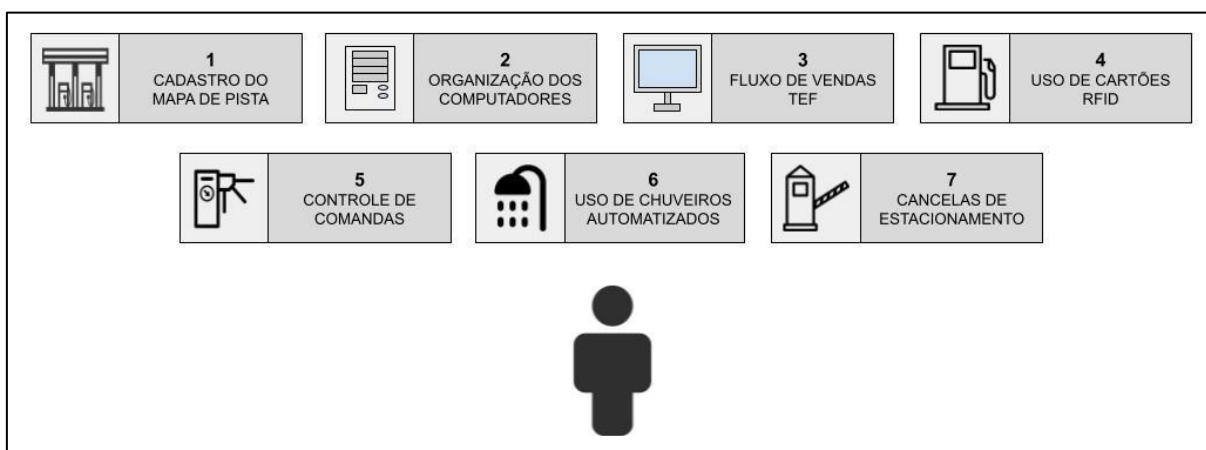 1
CADASTRO DO
MAPA DE PISTA
2
ORGANIZAÇÃO DOS
COMPUTADORES
3
FLUXO DE VENDAS
TEF
4
USO DE CARTÕES
RFID
5
CONTROLE DE
COMANDAS
6
USO DE CHUVEIROS
AUTOMATIZADOS
7
CANCELAS DE
ESTACIONAMENTO